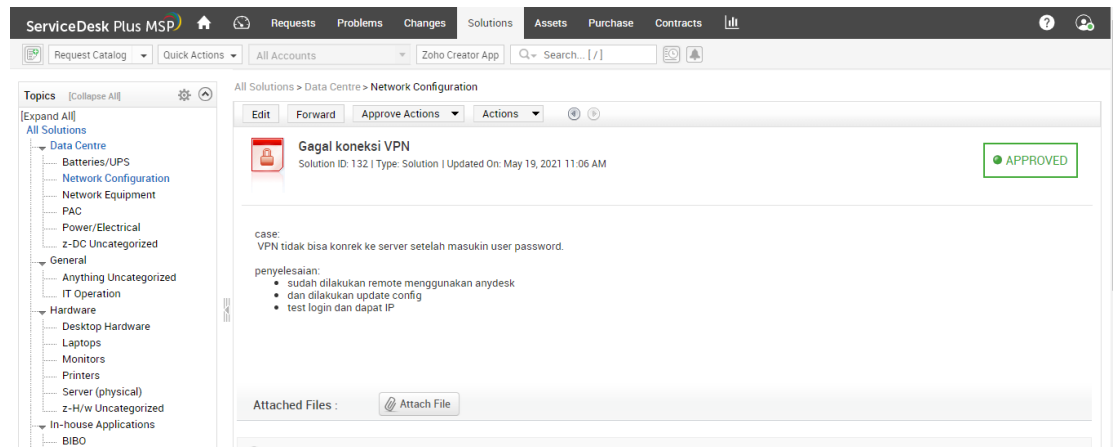 ServiceDesk Plus MSP
Requests Problems Changes Solutions Assets Purchase Contracts
Request Catalog Quick Actions All Accounts Zoho Creator App Search... [ / ]
Topics [Collapse All]
[Expand All]
All Solutions
Data Centre
Batteries/UPS
Network Configuration
Network Equipment
PAC
Power/Electrical
z-DC Uncategorized
General
Anything Uncategorized
IT Operation
Hardware
Desktop Hardware
Laptops
Monitors
Printers
Server (physical)
z-H/w Uncategorized
In-house Applications
BIBO
All Solutions > Data Centre > Network Configuration
Edit Forward Approve Actions Actions
Gagal koneksi VPN
Solution ID: 132 | Type: Solution | Updated On: May 19, 2021 11:06 AM
APPROVED
case:
VPN tidak bisa konrek ke server setelah masukin user password.
penyelesaian:
• sudah dilakukan remote menggunakan anydesk
• dan dilakukan update config
• test login dan dapat IP
Attached Files : Attach File